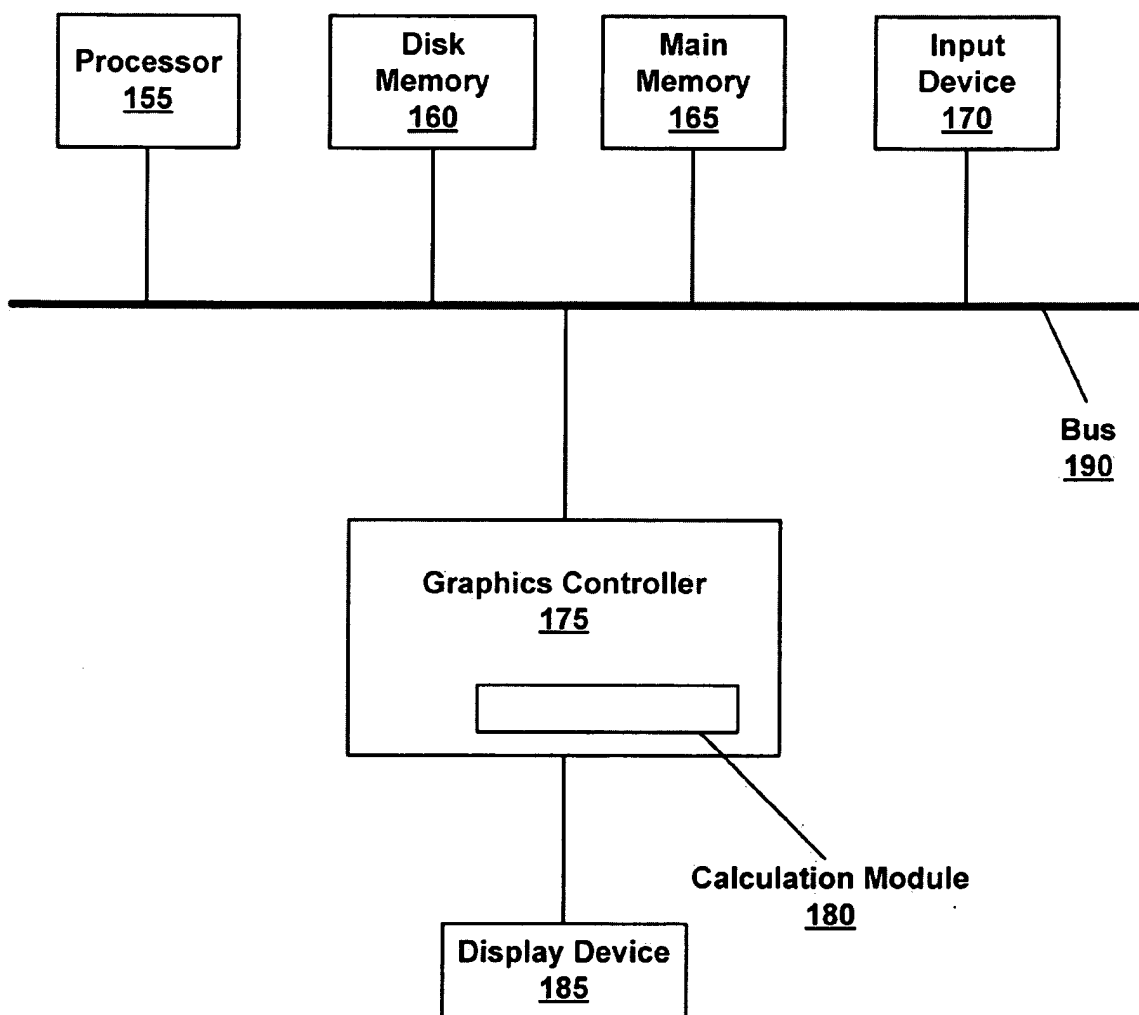 Processor
155
Disk
Memory
160
Main
Memory
165
Input
Device
170
Bus
190
Graphics Controller
175
Calculation Module
180
Display Device
185